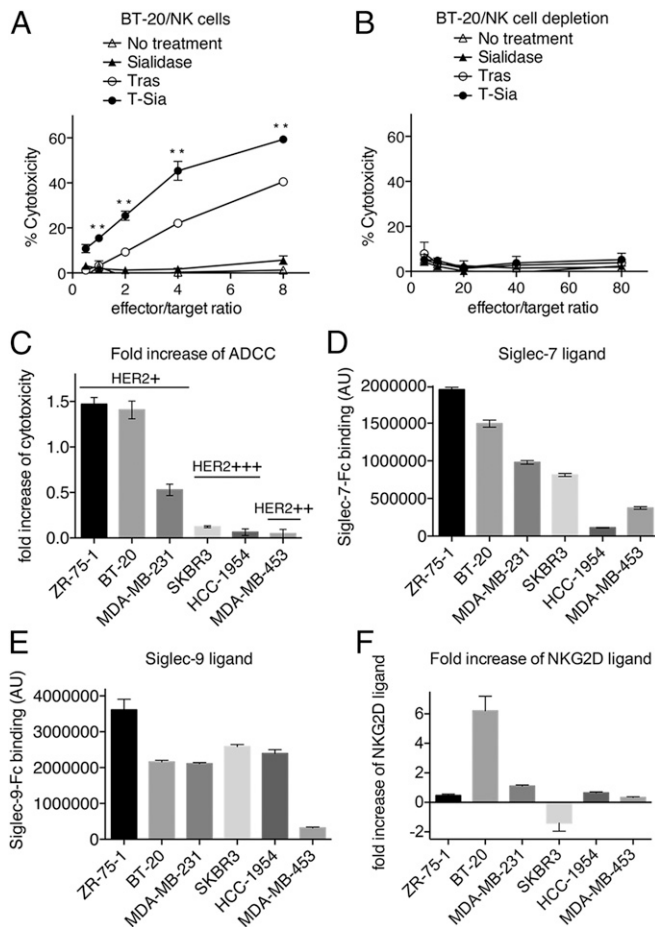 A
BT-20/NK cells
No treatment
Sialidase
Tras
T-Sia
% Cytotoxicity
60
40
20
0
** ** ** **
0 2 4 6 8
effector/target ratio
B
BT-20/NK cell depletion
No treatment
Sialidase
Tras
T-Sia
% Cytotoxicity
60
40
20
0
0 20 40 60 80
effector/target ratio
C
Fold increase of ADCC
fold increase of cytotoxicity
1.5
1.0
0.5
0.0
HER2+
HER2+++
HER2++
ZR-75-1
BT-20
MDA-MB-231
SKBR3
HCC-1954
MDA-MB-453
D
Siglec-7 ligand
Siglec-7-Fc binding (AU)
2000000
1500000
1000000
500000
0
ZR-75-1
BT-20
MDA-MB-231
SKBR3
HCC-1954
MDA-MB-453
E
Siglec-9 ligand
Siglec-9-Fc binding (AU)
4000000
3000000
2000000
1000000
0
ZR-75-1
BT-20
MDA-MB-231
SKBR3
HCC-1954
MDA-MB-453
F
Fold increase of NKG2D ligand
fold increase of NKG2D ligand
6
4
2
0
-2
ZR-75-1
BT-20
MDA-MB-231
SKBR3
HCC-1954
MDA-MB-453